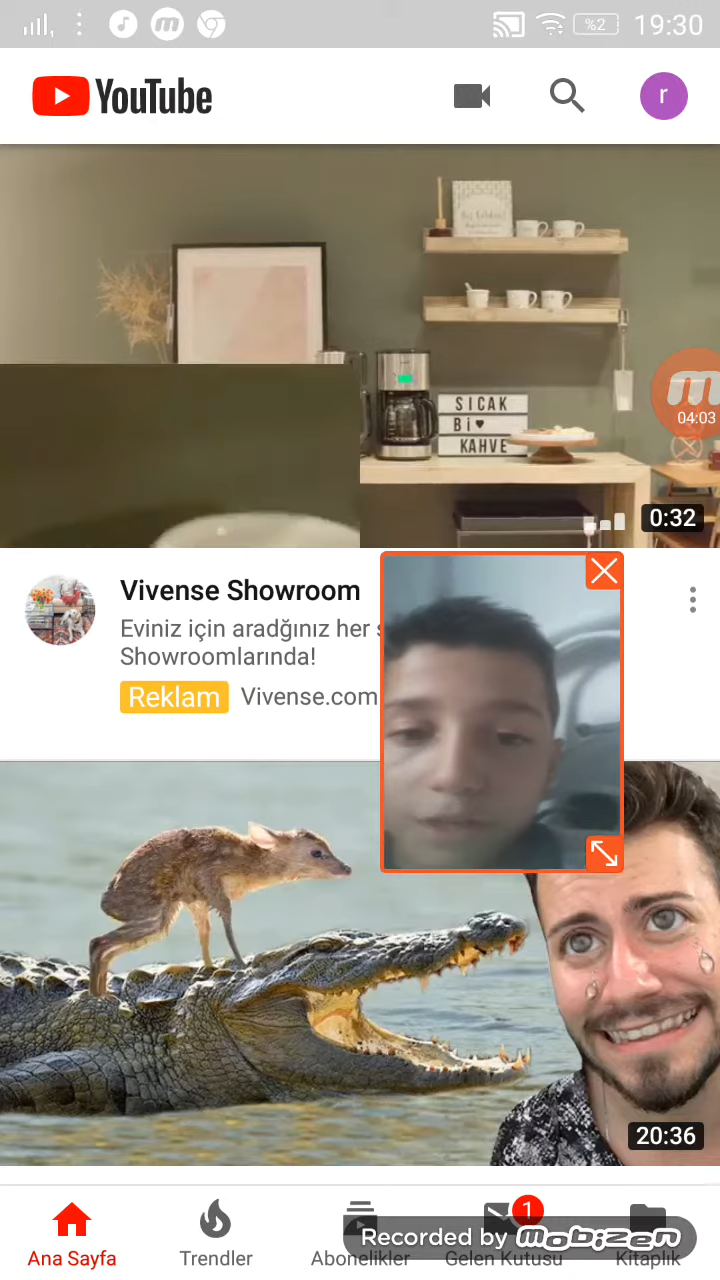 %2 19:30
YouTube
r
SICAK
Bi♥
KAHVE
04:03
0:32
Vivense Showroom
Eviniz için aradğınız her
Showroomlarında!
Reklam Vivense.com
20:36
1
Ana Sayfa Trendler Abonelikler Gelen Kutusu Kitaplık
Recorded by mobizen